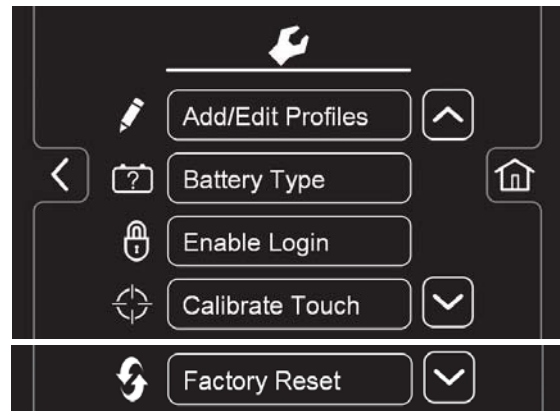 Add/Edit Profiles
?
Battery Type
Enable Login
Calibrate Touch
Factory Reset